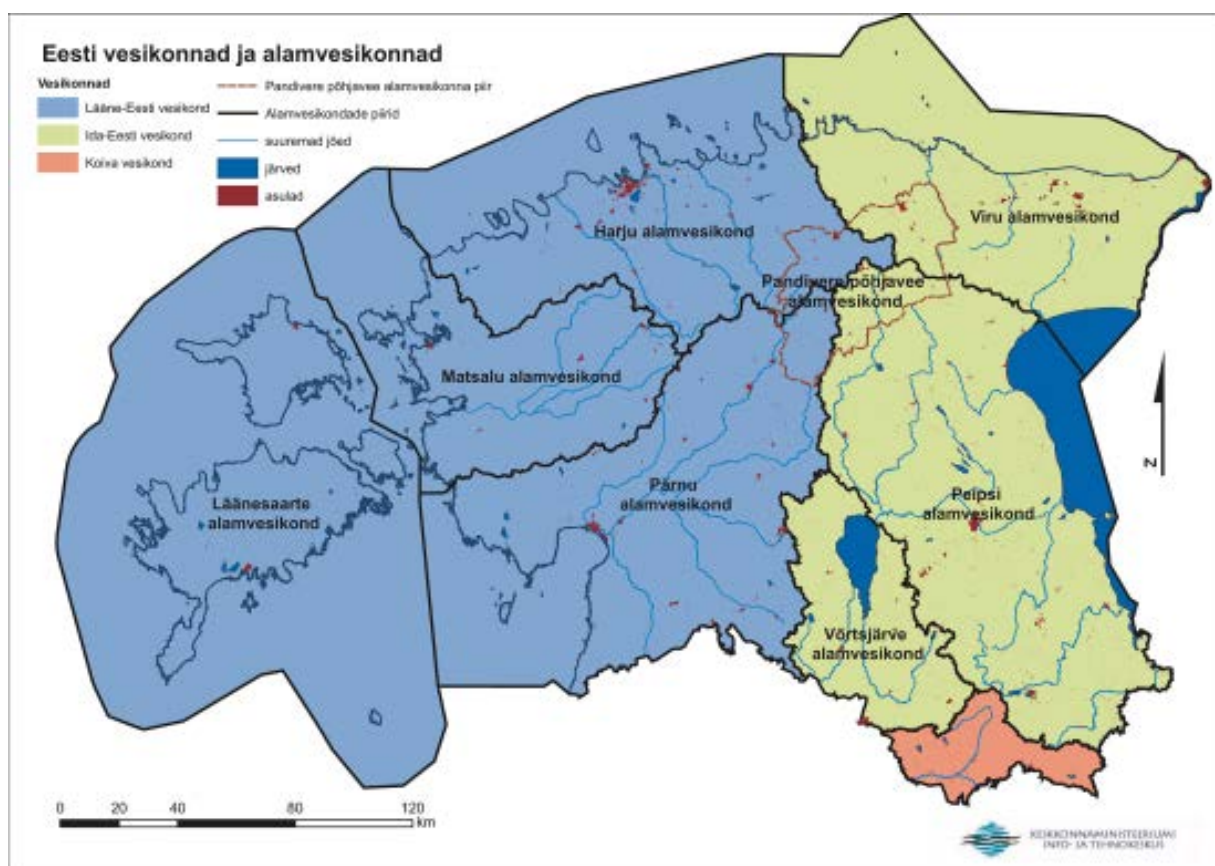 Eesti vesikonnad ja alamvesikonnad
Vesikonnad
Lääne-Eesti vesikond
Ida-Eesti vesikond
Koiva vesikond
Pandivere põhjavee alamvesikonna piir
Alamvesikondade piirid
suuremad jõed
järved
asulad
Harju alamvesikond
Viru alamvesikond
Pandivere põhjavee
alamvesikond
Matsalu alamvesikond
Läänesaarte
alamvesikond
Pärnu
alamvesikond
Peipsi
alamvesikond
Võrtsjärve
alamvesikond
N
0 20 40 80 120
km
KESKKONNAMINISTEERIUMI
INFO- JA TEHNOKESKUS